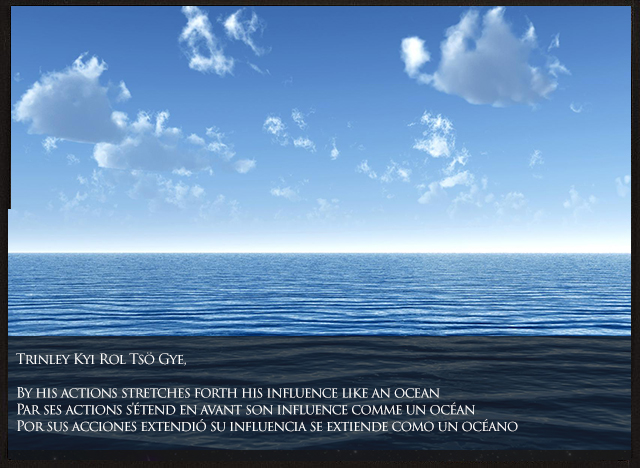 Trinley Kyi Rol Tsö Gye,
By his actions stretches forth his influence like an ocean
Par ses actions s'étend en avant son influence comme un océan
Por sus acciones extendió su influencia se extiende como un océano